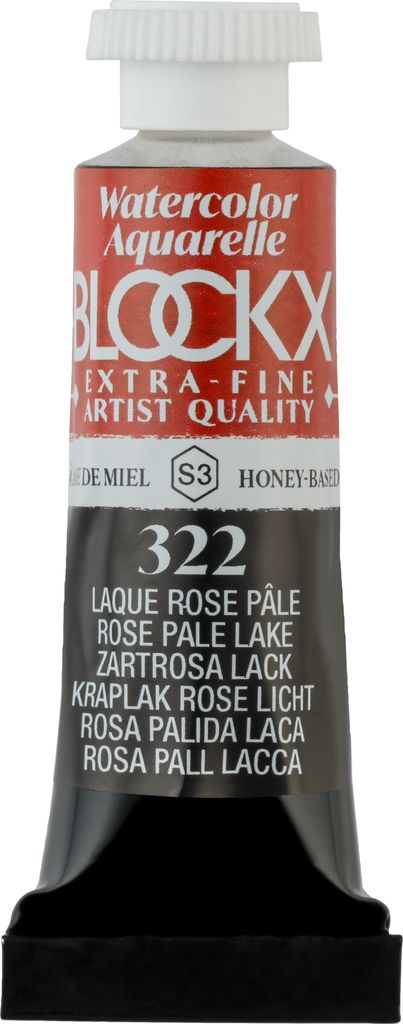 Watercolor
Aquarelle
BLOCKX
EXTRA-FINE
ARTIST QUALITY
DE MIEL S3 HONEY-BASED
322
LAQUE ROSE PÂLE
ROSE PALE LAKE
ZARTROSA LACK
KRAPLAK ROSE LICHT
ROSA PALIDA LACA
ROSA PALL LACCA